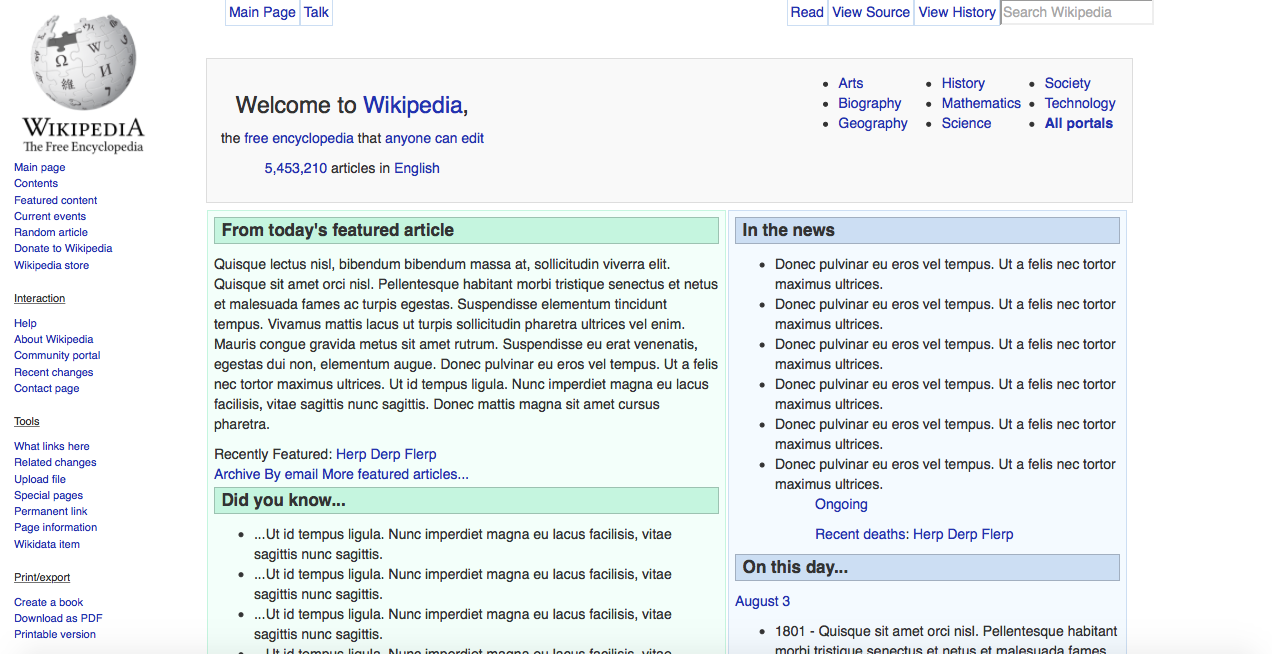 Main Page Talk
Read View Source View History Search Wikipedia
Ω W И 維 7
WIKIPEDIA
The Free Encyclopedia
Main page
Contents
Featured content
Current events
Random article
Donate to Wikipedia
Wikipedia store
Interaction
Help
About Wikipedia
Community portal
Recent changes
Contact page
Tools
What links here
Related changes
Upload file
Special pages
Permanent link
Page information
Wikidata item
Print/export
Create a book
Download as PDF
Printable version
Welcome to Wikipedia,
the free encyclopedia that anyone can edit
5,453,210 articles in English
Arts
Biography
Geography
History
Mathematics
Science
Society
Technology
All portals
From today's featured article
Quisque lectus nisl, bibendum bibendum massa at, sollicitudin viverra elit.
Quisque sit amet orci nisl. Pellentesque habitant morbi tristique senectus et netus
et malesuada fames ac turpis egestas. Suspendisse elementum tincidunt
tempus. Vivamus mattis lacus ut turpis sollicitudin pharetra ultrices vel enim.
Mauris congue gravida metus sit amet rutrum. Suspendisse eu erat venenatis,
egestas dui non, elementum augue. Donec pulvinar eu eros vel tempus. Ut a felis
nec tortor maximus ultrices. Ut id tempus ligula. Nunc imperdiet magna eu lacus
facilisis, vitae sagittis nunc sagittis. Donec mattis magna sit amet cursus
pharetra.
Recently Featured: Herp Derp Flerp
Archive By email More featured articles...
Did you know...
...Ut id tempus ligula. Nunc imperdiet magna eu lacus facilisis, vitae
sagittis nunc sagittis.
...Ut id tempus ligula. Nunc imperdiet magna eu lacus facilisis, vitae
sagittis nunc sagittis.
...Ut id tempus ligula. Nunc imperdiet magna eu lacus facilisis, vitae
sagittis nunc sagittis.
...Ut id tempus ligula. Nunc imperdiet magna eu lacus facilisis, vitae
In the news
Donec pulvinar eu eros vel tempus. Ut a felis nec tortor
maximus ultrices.
Donec pulvinar eu eros vel tempus. Ut a felis nec tortor
maximus ultrices.
Donec pulvinar eu eros vel tempus. Ut a felis nec tortor
maximus ultrices.
Donec pulvinar eu eros vel tempus. Ut a felis nec tortor
maximus ultrices.
Donec pulvinar eu eros vel tempus. Ut a felis nec tortor
maximus ultrices.
Donec pulvinar eu eros vel tempus. Ut a felis nec tortor
maximus ultrices.
Ongoing
Recent deaths: Herp Derp Flerp
On this day...
August 3
1801 - Quisque sit amet orci nisl. Pellentesque habitant
morbi tristique senectus et netus et malesuada fames